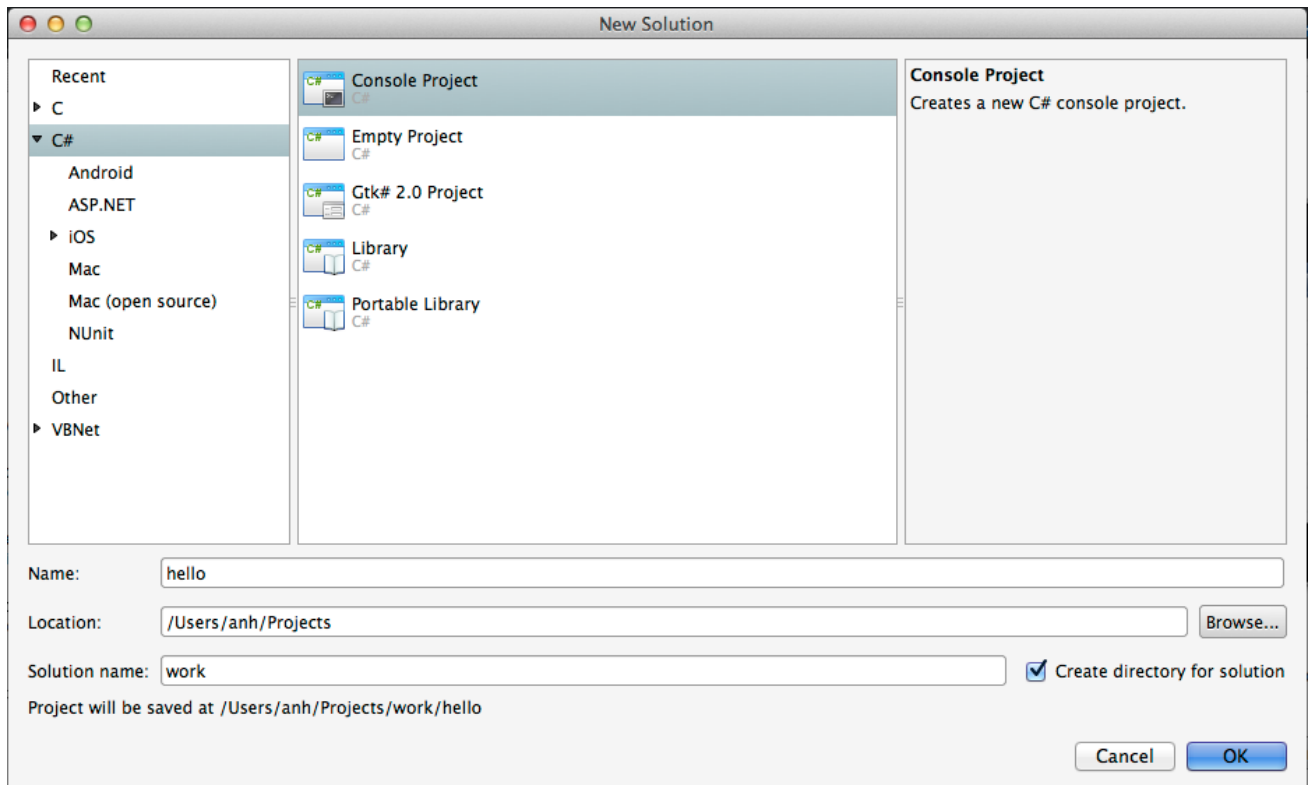 New Solution
Recent
C
C#
Android
ASP.NET
iOS
Mac
Mac (open source)
NUnit
IL
Other
VBNet
C#
Console Project
C#
C#
Empty Project
C#
C#
Gtk# 2.0 Project
C#
C#
Library
C#
C#
Portable Library
C#
Console Project
Creates a new C# console project.
Name: hello
Location: /Users/anh/Projects Browse...
Solution name: work Create directory for solution
Project will be saved at /Users/anh/Projects/work/hello
Cancel OK